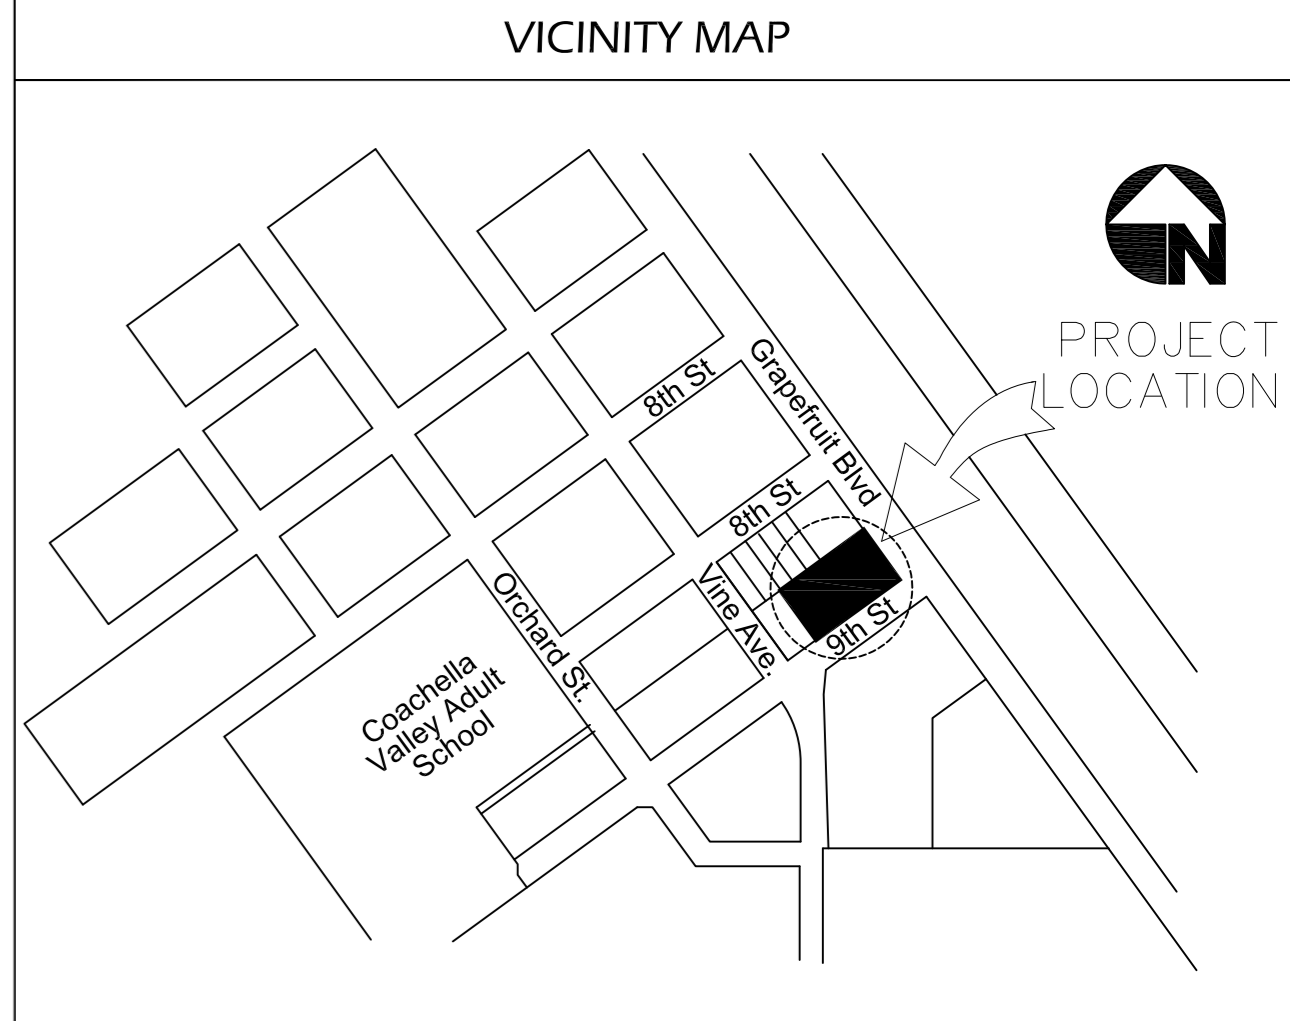 VICINITY MAP
N
PROJECT
LOCATION
8th St
Grapefruit Blvd
8th St
Vine Ave.
9th St
Orchard St.
Coachella
Valley Adult
School